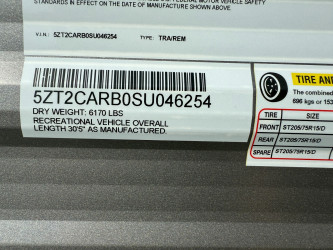 STANDARDS IN EFFECT ON THE DATE OF MANUFACTURE SHOWN ABOVE
V.I.N.: 5ZT2CARB0SU046254 TYPE: TRA/REM
5ZT2CARB0SU046254
DRY WEIGHT: 6170 LBS
RECREATIONAL VEHICLE OVERALL
LENGTH 30'5" AS MANUFACTURED.
TIRE AN
The combined
696 kgs or 153
TIRE SIZE
FRONT ST205/75R15/D
REAR ST205/75R15/D
SPARE ST205/75R15/D